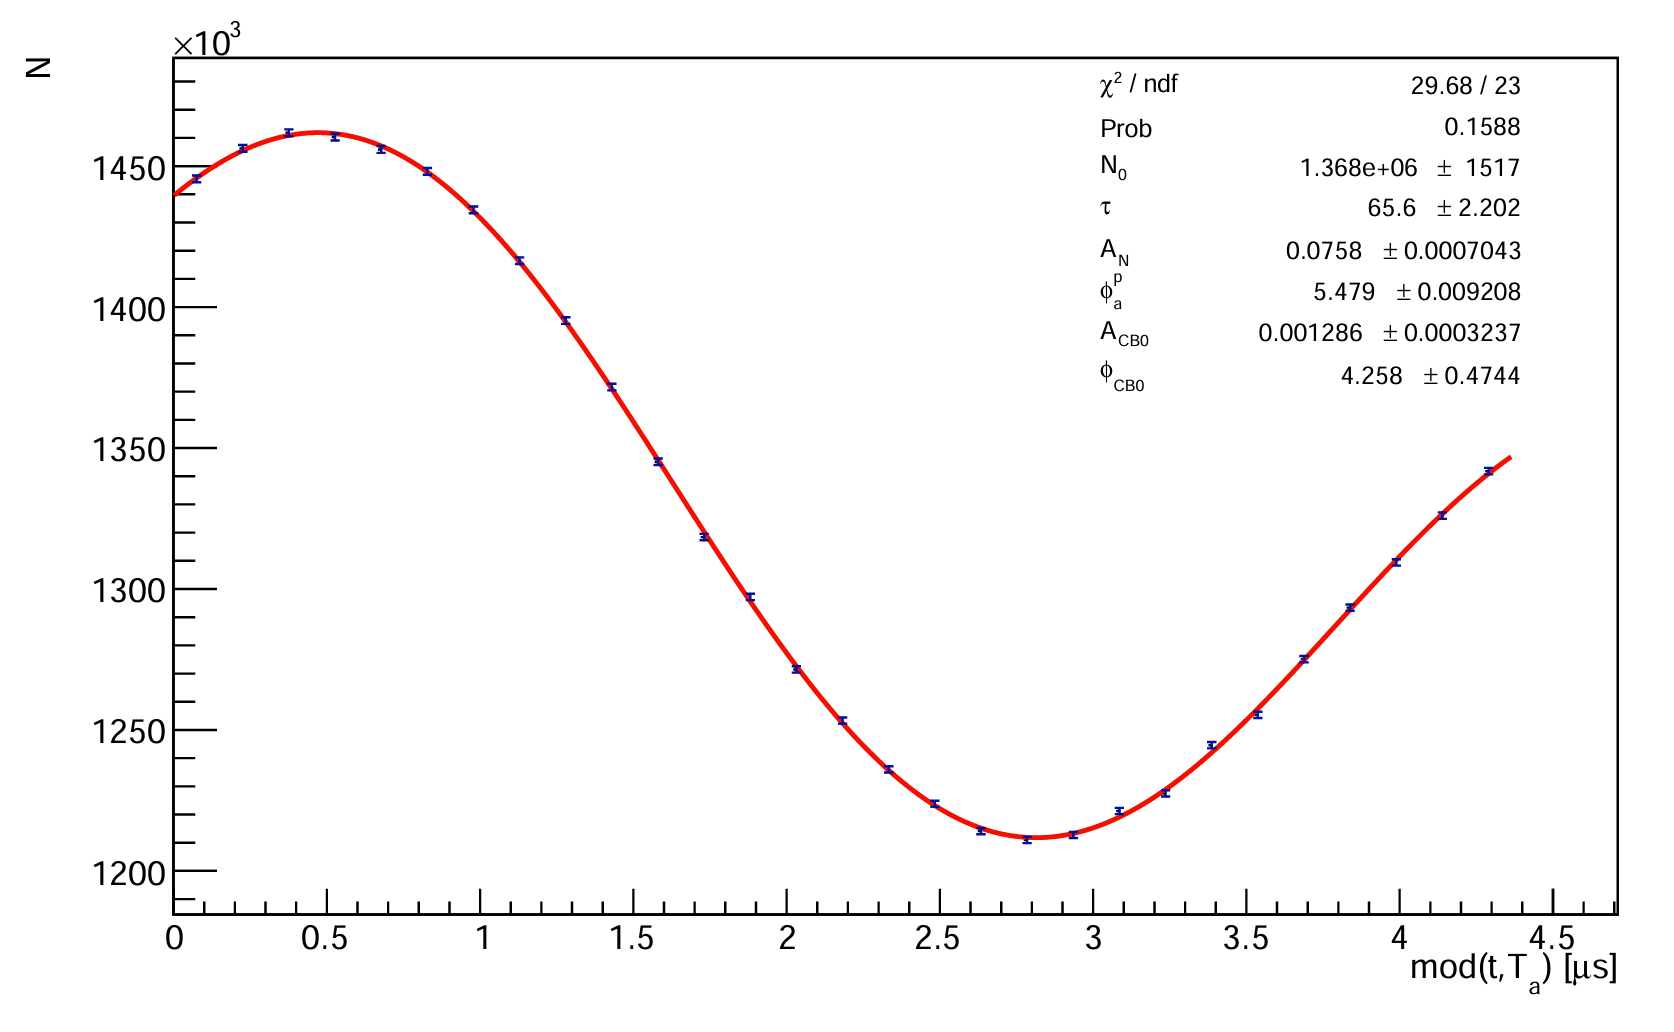 ×10³
N
χ² / ndf 29.68 / 23
Prob 0.1588
N₀ 1.368e+06 ± 1517
τ 65.6 ± 2.202
A_N 0.0758 ± 0.0007043
ϕ_a^p 5.479 ± 0.009208
A_CB0 0.001286 ± 0.0003237
ϕ_CB0 4.258 ± 0.4744
1450
1400
1350
1300
1250
1200
0 0.5 1 1.5 2 2.5 3 3.5 4 4.5
mod(t,T_a) [μs]